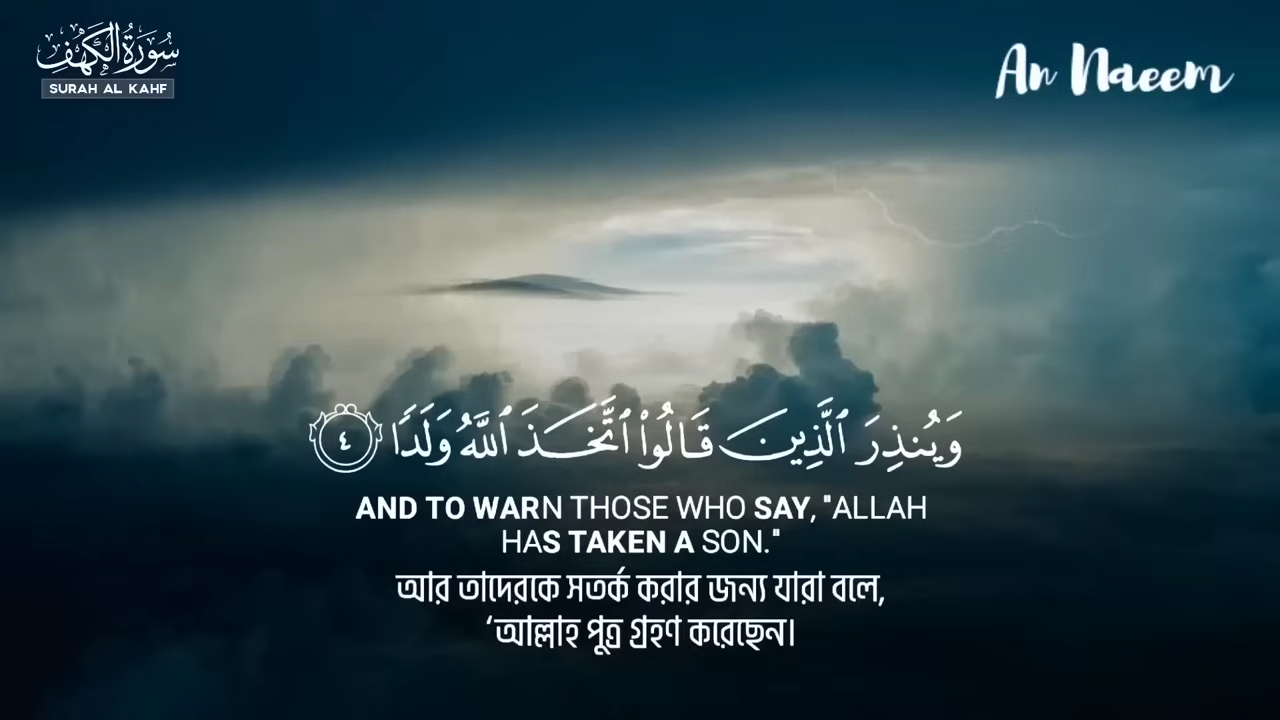 سُورَةُ الكَهْفِ
SURAH AL KAHF
An Naeem
وَيُنذِرَ ٱلَّذِينَ قَالُوا۟ ٱتَّخَذَ ٱللَّهُ وَلَدًا ٤
AND TO WARN THOSE WHO SAY, "ALLAH
HAS TAKEN A SON."
আর তাদেরকে সতর্ক করার জন্য যারা বলে,
‘আল্লাহ পুত্র গ্রহণ করেছেন।